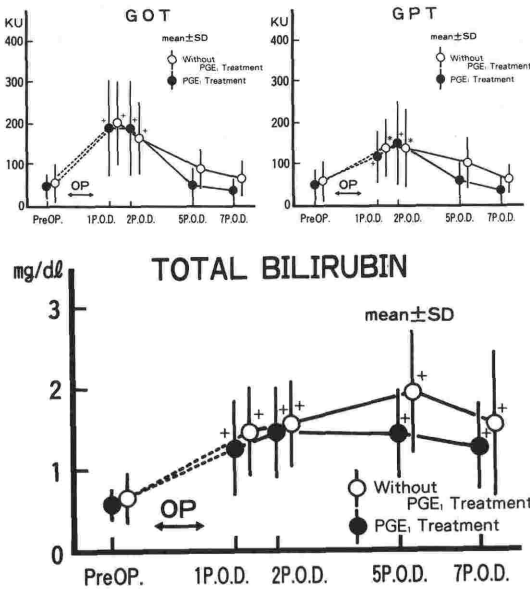 GOT
KU
mean±SD
Without
PGE₁ Treatment
PGE₁ Treatment
400
300
200
100
0
OP
PreOP. 1P.O.D. 2P.O.D. 5P.O.D. 7P.O.D.
GPT
KU
mean±SD
Without
PGE₁ Treatment
PGE₁ Treatment
400
300
200
100
0
OP
PreOP. 1P.O.D. 2P.O.D. 5P.O.D. 7P.O.D.
TOTAL BILIRUBIN
mg/dℓ
mean±SD
3
2
1
0
OP
Without
PGE₁ Treatment
PGE₁ Treatment
PreOP. 1P.O.D. 2P.O.D. 5P.O.D. 7P.O.D.